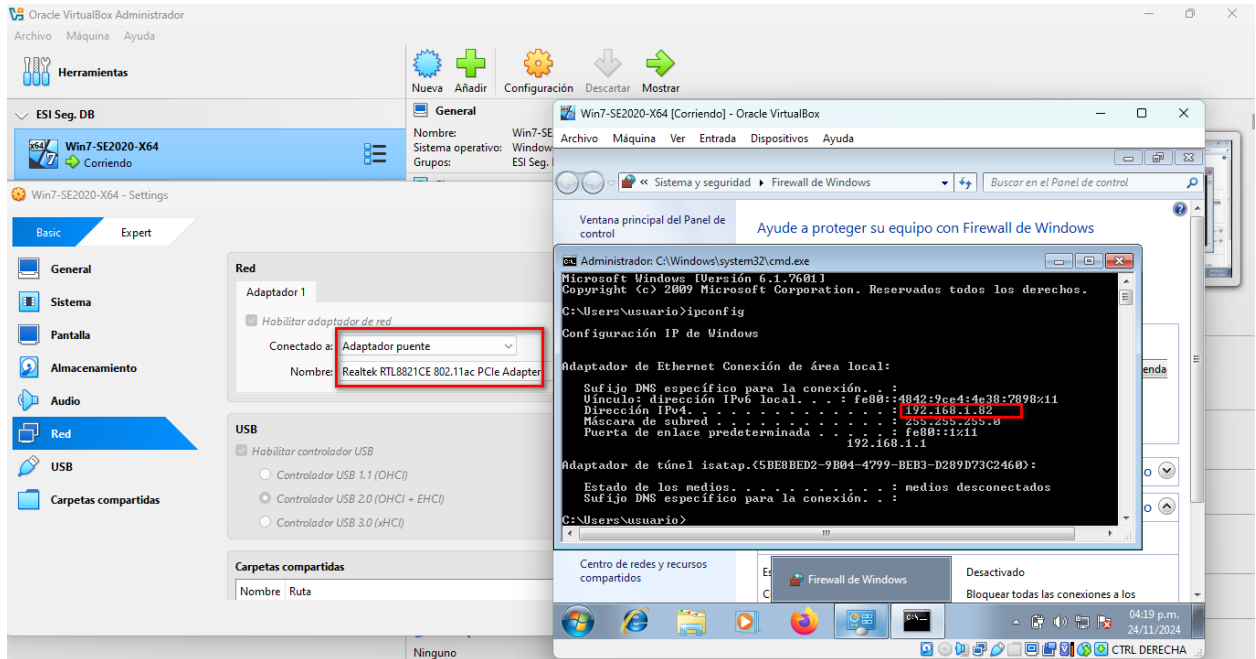 Oracle VirtualBox Administrador
Archivo Máquina Ayuda
Herramientas
Nueva Añadir Configuración Descartar Mostrar
ESI Seg. DB
Win7-SE2020-X64
Corriendo
General
Nombre: Win7-SE
Sistema operativo: Window
Grupos: ESI Seg.
Win7-SE2020-X64 - Settings
Basic Expert
General
Sistema
Pantalla
Almacenamiento
Audio
Red
USB
Carpetas compartidas
Red
Adaptador 1
Habilitar adaptador de red
Conectado a: Adaptador puente
Nombre: Realtek RTL8821CE 802.11ac PCIe Adapter
USB
Habilitar controlador USB
Controlador USB 1.1 (OHCI)
Controlador USB 2.0 (OHCI + EHCI)
Controlador USB 3.0 (xHCI)
Carpetas compartidas
Nombre Ruta
Ninguno
Win7-SE2020-X64 [Corriendo] - Oracle VirtualBox
Archivo Máquina Ver Entrada Dispositivos Ayuda
« Sistema y seguridad Firewall de Windows
Buscar en el Panel de control
Ventana principal del Panel de
control
Ayude a proteger su equipo con Firewall de Windows
Administrador: C:\Windows\system32\cmd.exe
Microsoft Windows [Versión 6.1.7601]
Copyright (c) 2009 Microsoft Corporation. Reservados todos los derechos.
C:\Users\usuario>ipconfig
Configuración IP de Windows
Adaptador de Ethernet Conexión de área local:
Sufijo DNS específico para la conexión. . :
Vínculo: dirección IPv6 local. . . : fe80::4842:9ce4:4e38:7898%11
Dirección IPv4. . . . . . . . . . . . . . : 192.168.1.82
Máscara de subred . . . . . . . . . . . . : 255.255.255.0
Puerta de enlace predeterminada . . . . . : fe80::1%11
192.168.1.1
Adaptador de túnel isatap.{5BE8BED2-9B04-4799-BEB3-D289D73C2460}:
Estado de los medios. . . . . . . . . . . : medios desconectados
Sufijo DNS específico para la conexión. . :
C:\Users\usuario>
enda
o
o
Centro de redes y recursos
compartidos
Firewall de Windows
Desactivado
Bloquear todas las conexiones a los
04:19 p.m.
24/11/2024
CTRL DERECHA